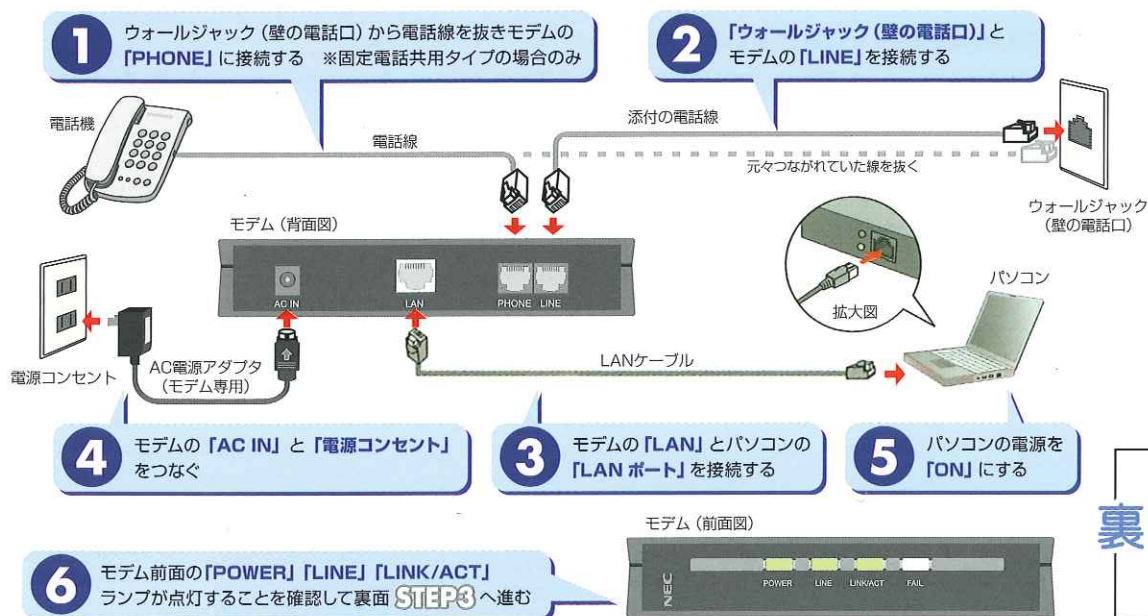 1
ウォールジャック（壁の電話口）から電話線を抜きモデムの
「PHONE」に接続する　※固定電話共用タイプの場合のみ
2
「ウォールジャック（壁の電話口）」と
モデムの「LINE」を接続する
電話機
電話線
添付の電話線
元々つながれていた線を抜く
ウォールジャック
（壁の電話口）
モデム（背面図）
AC IN
LAN
PHONE LINE
拡大図
パソコン
電源コンセント
AC電源アダプタ
（モデム専用）
LANケーブル
4
モデムの「AC IN」と「電源コンセント」
をつなぐ
3
モデムの「LAN」とパソコンの
「LAN ポート」を接続する
5
パソコンの電源を
「ON」にする
裏
モデム（前面図）
6
モデム前面の「POWER」「LINE」「LINK/ACT」
ランプが点灯することを確認して裏面 STEP3 へ進む
NEC
POWER LINE LINK/ACT FAIL